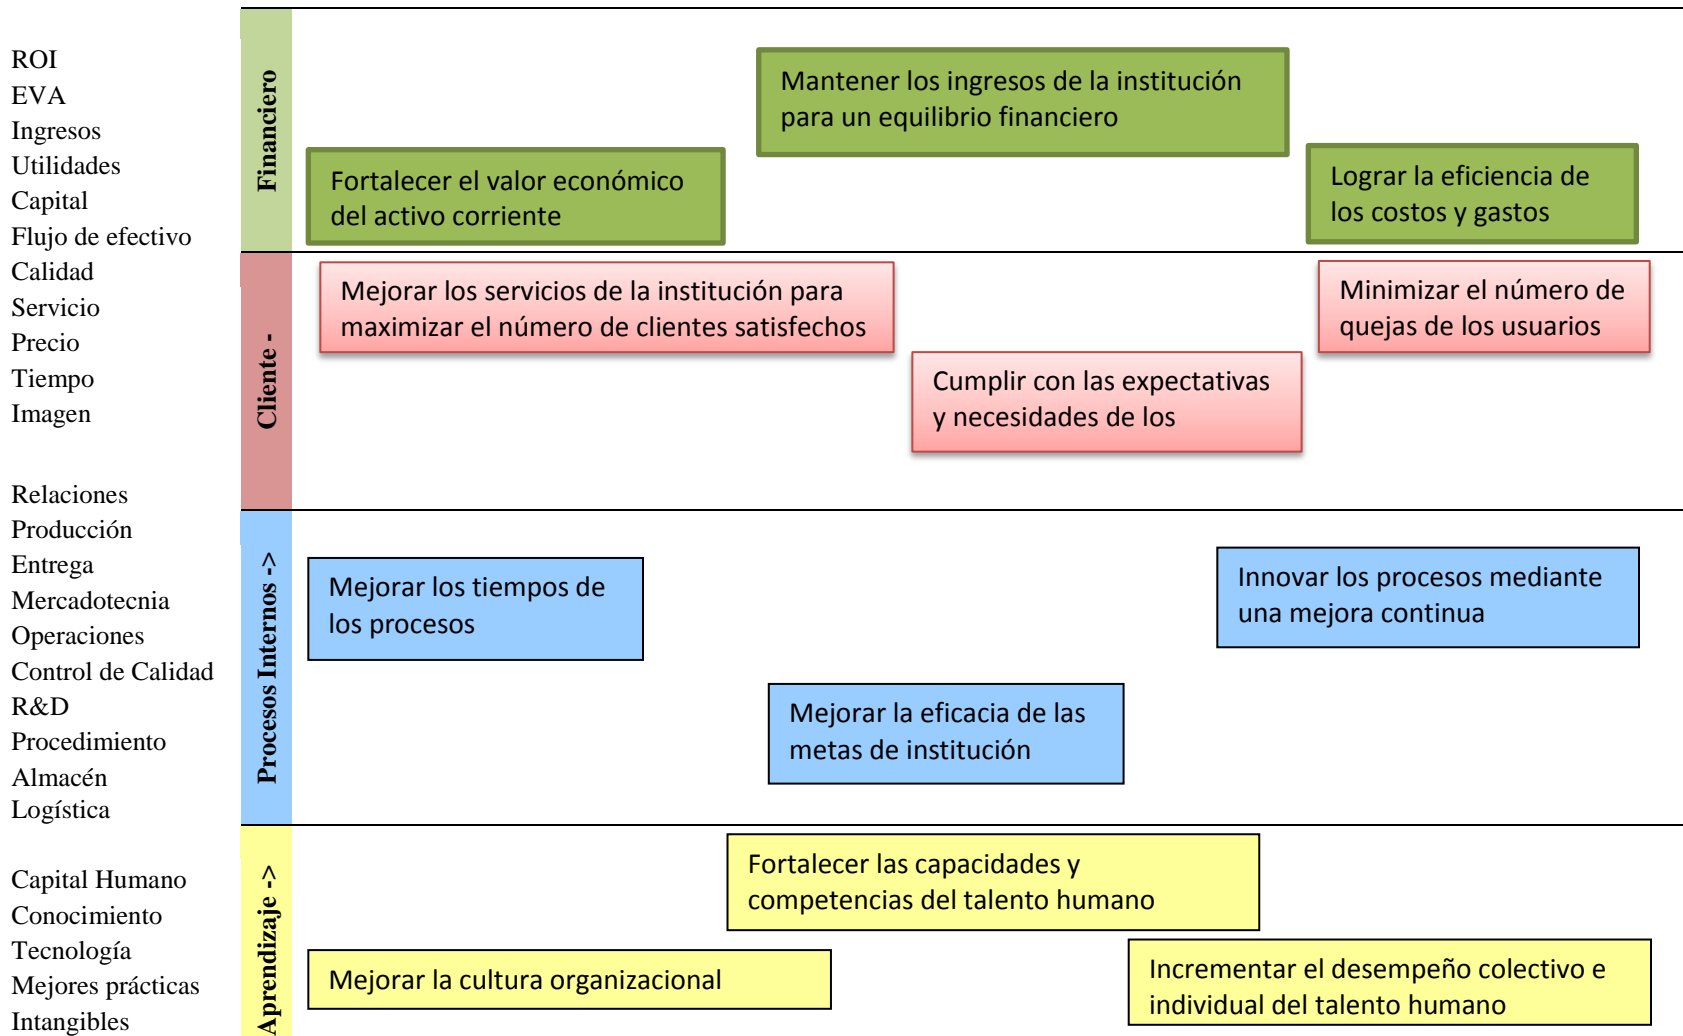 ROI
EVA
Ingresos
Utilidades
Capital
Flujo de efectivo
Calidad
Servicio
Precio
Tiempo
Imagen
Relaciones
Producción
Entrega
Mercadotecnia
Operaciones
Control de Calidad
R&D
Procedimiento
Almacén
Logística
Capital Humano
Conocimiento
Tecnología
Mejores prácticas
Intangibles
Financiero
Mantener los ingresos de la institución
para un equilibrio financiero
Fortalecer el valor económico
del activo corriente
Lograr la eficiencia de
los costos y gastos
Cliente -
Mejorar los servicios de la institución para
maximizar el número de clientes satisfechos
Minimizar el número de
quejas de los usuarios
Cumplir con las expectativas
y necesidades de los
Procesos Internos ->
Mejorar los tiempos de
los procesos
Innovar los procesos mediante
una mejora continua
Mejorar la eficacia de las
metas de institución
Aprendizaje ->
Fortalecer las capacidades y
competencias del talento humano
Mejorar la cultura organizacional
Incrementar el desempeño colectivo e
individual del talento humano